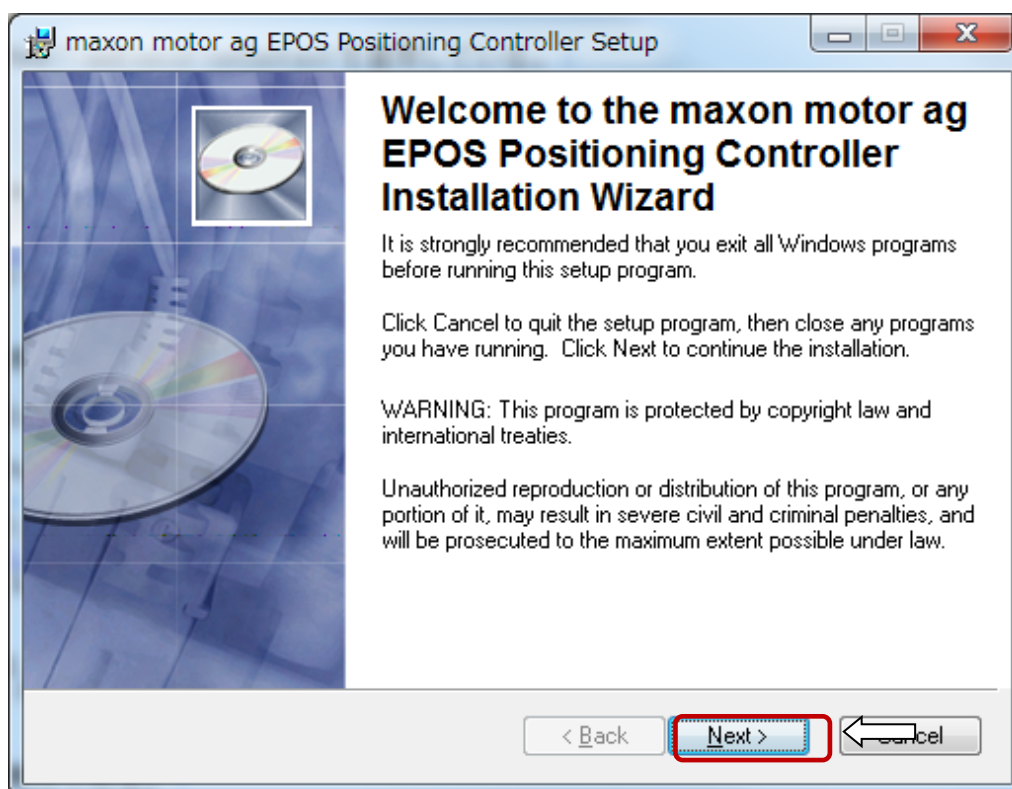 maxon motor ag EPOS Positioning Controller Setup
Welcome to the maxon motor ag
EPOS Positioning Controller
Installation Wizard
It is strongly recommended that you exit all Windows programs
before running this setup program.
Click Cancel to quit the setup program, then close any programs
you have running.  Click Next to continue the installation.
WARNING: This program is protected by copyright law and
international treaties.
Unauthorized reproduction or distribution of this program, or any
portion of it, may result in severe civil and criminal penalties, and
will be prosecuted to the maximum extent possible under law.
< Back
Next >
Cancel